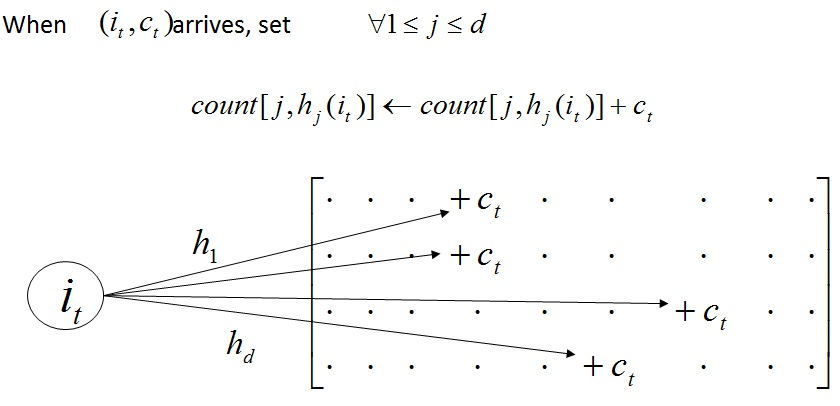 When (i_t, c_t) arrives, set ∀1 ≤ j ≤ d
count[j, h_j(i_t)] ← count[j, h_j(i_t)] + c_t
+ c_t
h_1
+ c_t
i_t
+ c_t
h_d
+ c_t